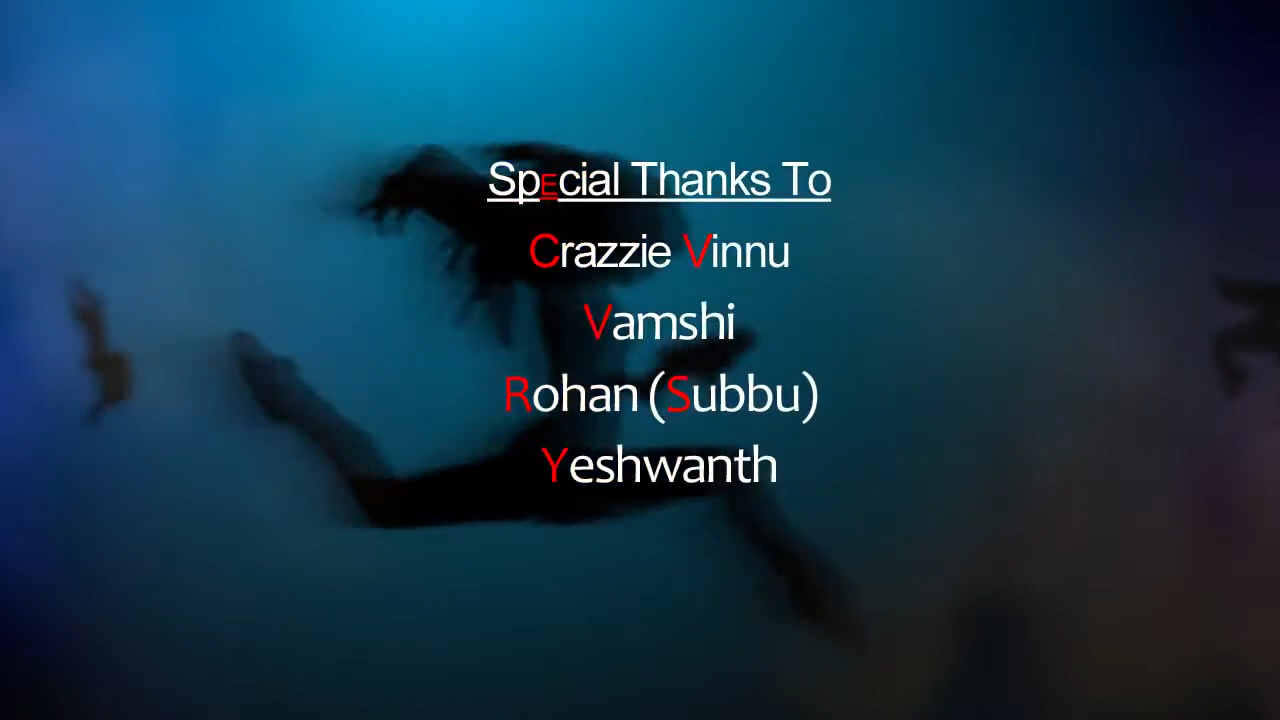 SpEcial Thanks To
Crazzie Vinnu
Vamshi
Rohan (Subbu)
Yeshwanth